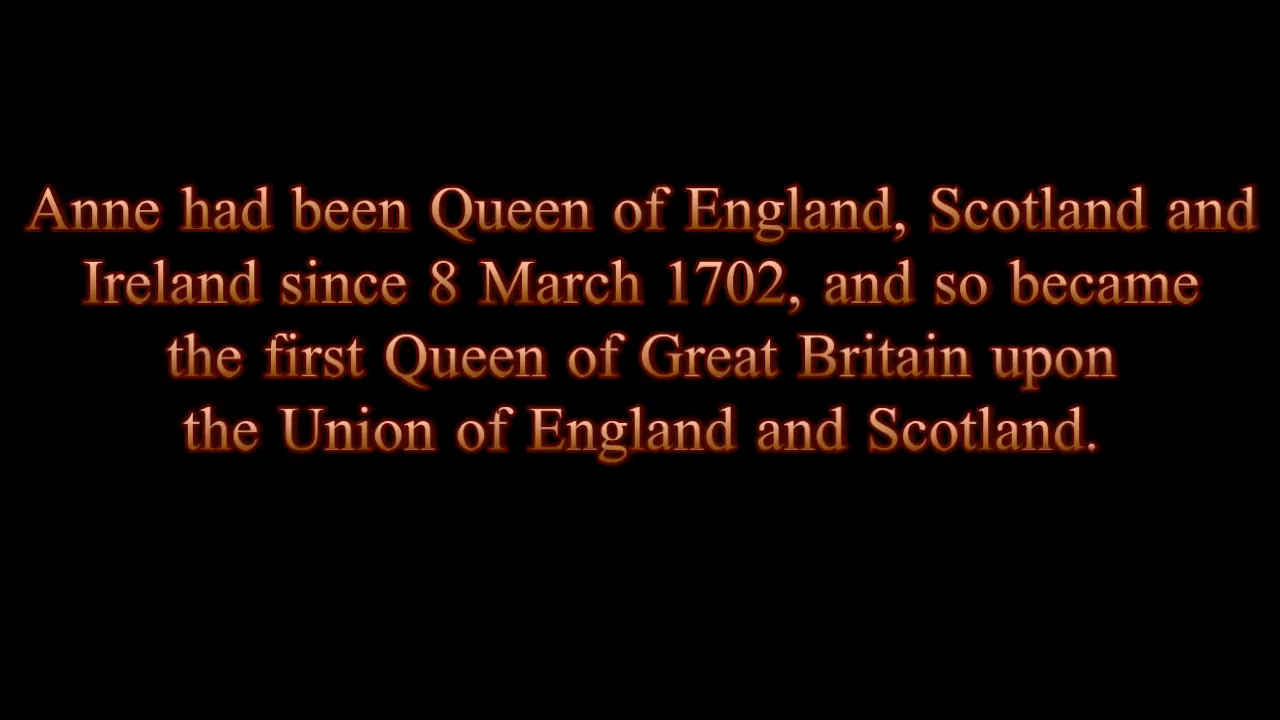 Anne had been Queen of England, Scotland and
Ireland since 8 March 1702, and so became
the first Queen of Great Britain upon
the Union of England and Scotland.